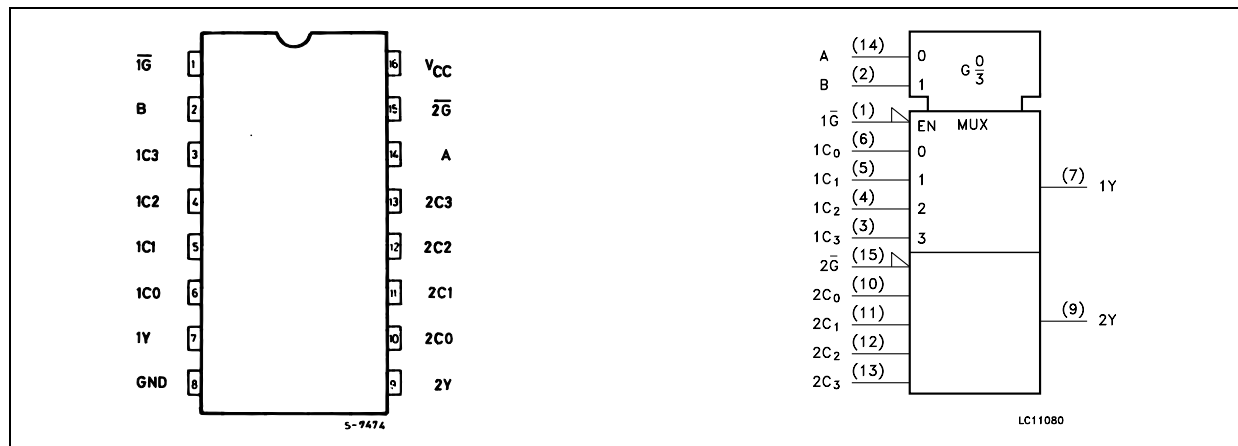 1G̅ 1 16 VCC
B 2 15 2G̅
1C3 3 14 A
1C2 4 13 2C3
1C1 5 12 2C2
1C0 6 11 2C1
1Y 7 10 2C0
GND 8 9 2Y
S-7474
A (14) 0 G 0/3
B (2) 1
1G̅ (1) EN MUX
1C0 (6) 0
1C1 (5) 1 (7) 1Y
1C2 (4) 2
1C3 (3) 3
2G̅ (15)
2C0 (10)
2C1 (11) (9) 2Y
2C2 (12)
2C3 (13)
LC11080